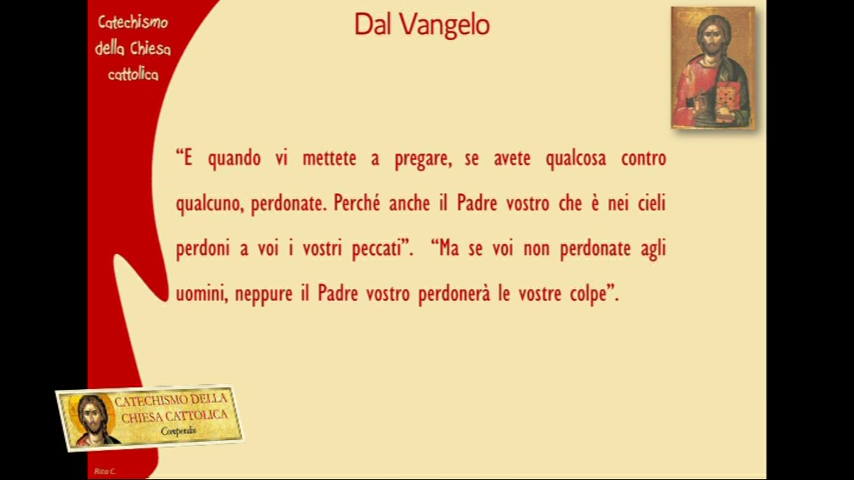 Catechismo
della Chiesa
cattolica
Dal Vangelo
“E quando vi mettete a pregare, se avete qualcosa contro
qualcuno, perdonate. Perché anche il Padre vostro che è nei cieli
perdoni a voi i vostri peccati”. “Ma se voi non perdonate agli
uomini, neppure il Padre vostro perdonerà le vostre colpe”.
CATECHISMO DELLA
CHIESA CATTOLICA
Compendio
Rita C.